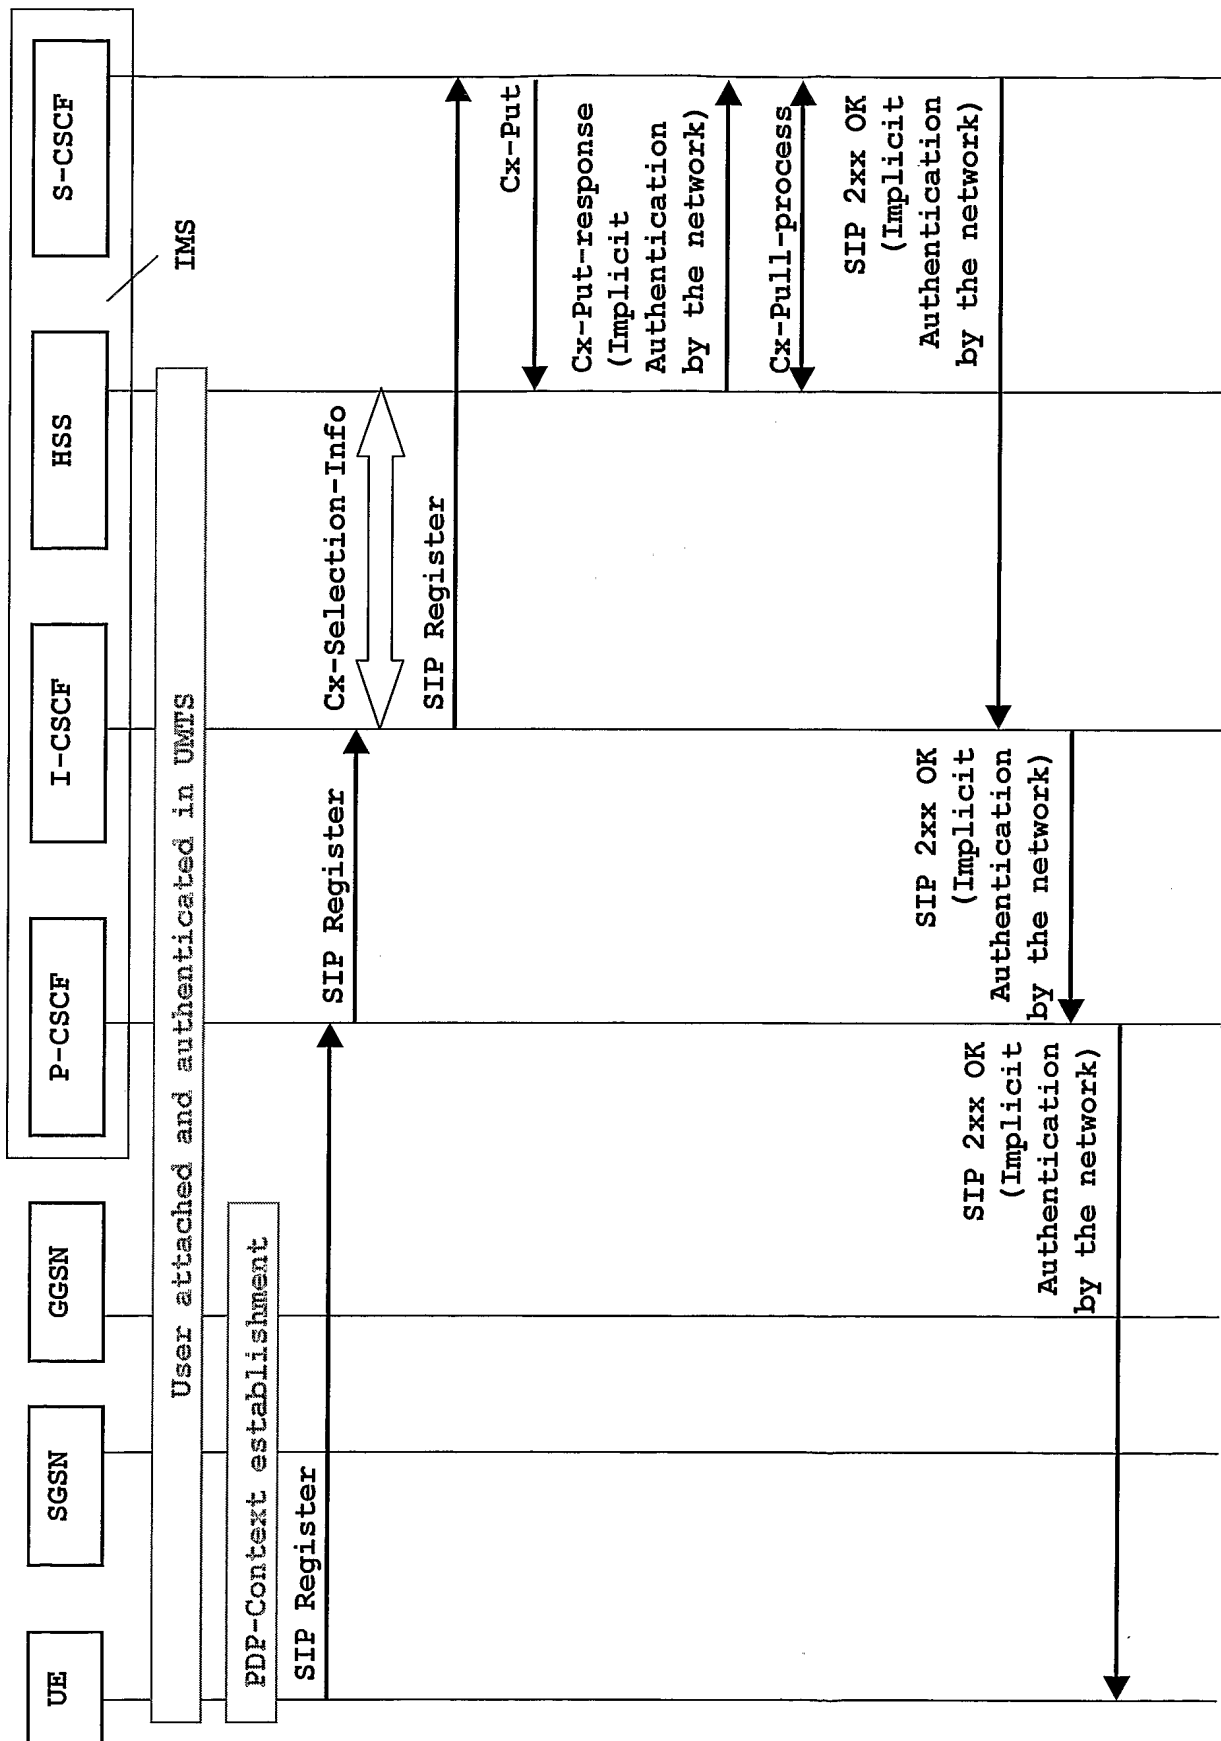 UE
SGSN
GGSN
P-CSCF
I-CSCF
HSS
S-CSCF
IMS
User attached and authenticated in UMTS
PDP-Context establishment
SIP Register
SIP Register
Cx-Selection-Info
SIP Register
Cx-Put
Cx-Put-response
(Implicit
Authentication
by the network)
Cx-Pull-process
SIP 2xx OK
(Implicit
Authentication
by the network)
SIP 2xx OK
(Implicit
Authentication
by the network)
SIP 2xx OK
(Implicit
Authentication
by the network)